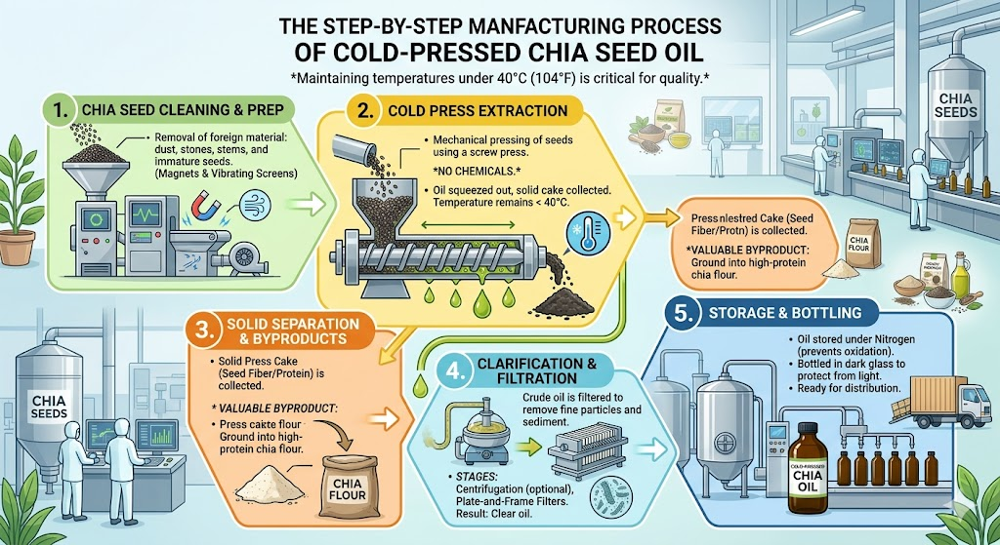 THE STEP-BY-STEP MANFACTURING PROCESS
OF COLD-PRESSED CHIA SEED OIL
*Maintaining temperatures under 40°C (104°F) is critical for quality.*
1. CHIA SEED CLEANING & PREP
• Removal of foreign material:
dust, stones, stems, and
immature seeds.
(Magnets & Vibrating Screens)
2. COLD PRESS EXTRACTION
• Mechanical pressing of seeds
using a screw press.
*NO CHEMICALS.*
• Oil squeezed out, solid cake collected.
Temperature remains < 40°C.
CHIA
SEEDS
Press nlestred Cake (Seed
Fiber/Protn) is collected.
*VALUABLE BYPRODUCT:
Ground into high-protein
chia flour.
CHIA
FLOUR
3. SOLID SEPARATION
& BYPRODUCTS
• Solid Press Cake
(Seed Fiber/Protein) is
collected.
* VALUABLE BYPRODUCT:
• Press cakte flour
Ground into high-
protein chia flour.
CHIA
FLOUR
CHIA
SEEDS
4. CLARIFICATION &
FILTRATION
Crude oil is filtered to
remove fine particles and
sediment.
• STAGES:
Centrifugation (optional),
Plate-and-Frame Filters.
Result: Clear oil.
5. STORAGE & BOTTLING
• Oil stored under Nitrogen
(prevents oxidation).
• Bottled in dark glass to
protect from light.
• Ready for distribution.
CHIA
OIL